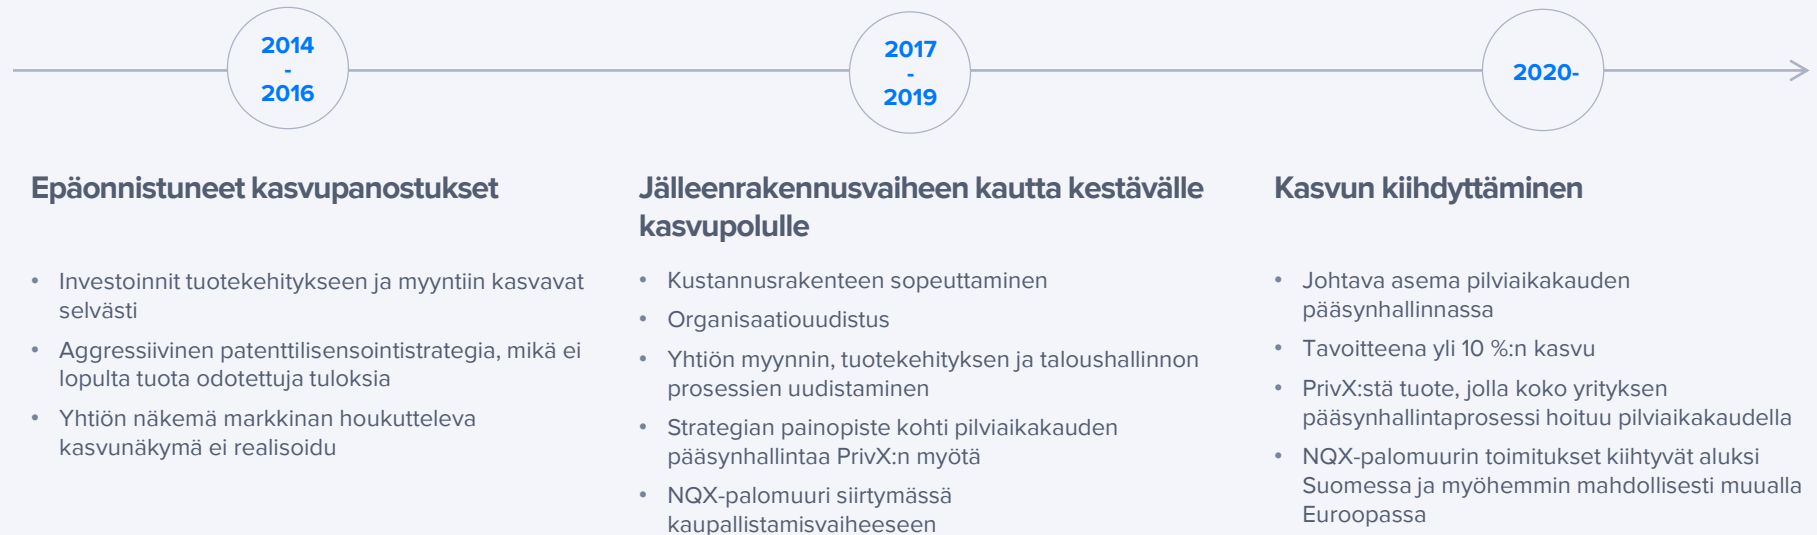 2014
-
2016
2017
-
2019
2020-
Epäonnistuneet kasvupanostukset
• Investoinnit tuotekehitykseen ja myyntiin kasvavat
selvästi
• Aggressiivinen patenttilisensointistrategia, mikä ei
lopulta tuota odotettuja tuloksia
• Yhtiön näkemä markkinan houkutteleva
kasvunäkymä ei realisoidu
Jälleenrakennusvaiheen kautta kestävälle
kasvupolulle
• Kustannusrakenteen sopeuttaminen
• Organisaatiouudistus
• Yhtiön myynnin, tuotekehityksen ja taloushallinnon
prosessien uudistaminen
• Strategian painopiste kohti pilviaikakauden
pääsynhallintaa PrivX:n myötä
• NQX-palomuuri siirtymässä
kaupallistamisvaiheeseen
Kasvun kiihdyttäminen
• Johtava asema pilviaikakauden
pääsynhallinnassa
• Tavoitteena yli 10 %:n kasvu
• PrivX:stä tuote, jolla koko yrityksen
pääsynhallintaprosessi hoituu pilviaikakaudella
• NQX-palomuurin toimitukset kiihtyvät aluksi
Suomessa ja myöhemmin mahdollisesti muualla
Euroopassa